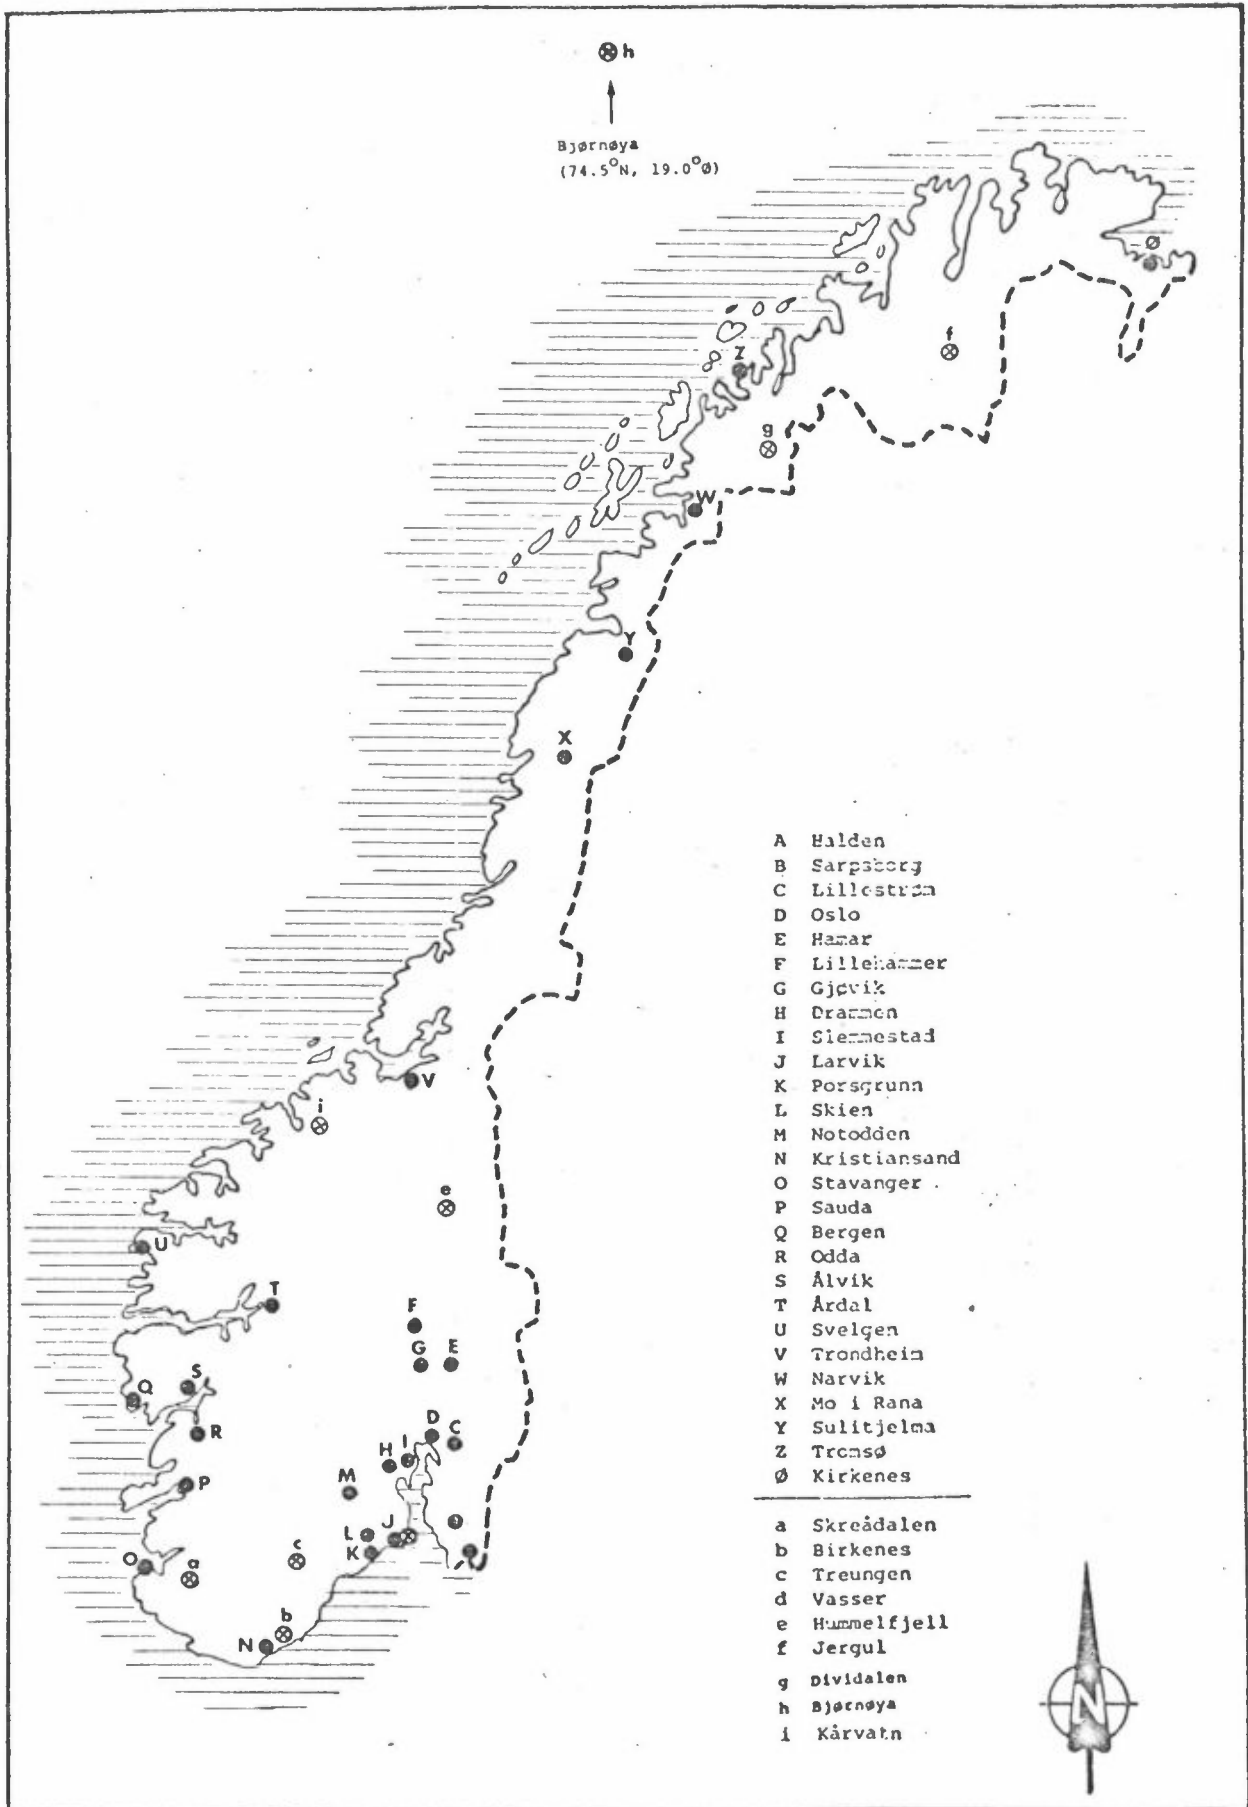 h
Bjørnøya
(74.5°N, 19.0°Ø)
Ø
f
Z
g
W
Y
X
V
i
e
U
T
F
G E
S
Q
R
D
C
I
H
P
M
J
L
K
O
a
c
b
N
A Halden
B Sarpsborg
C Lillestrøm
D Oslo
E Hamar
F Lillehammer
G Gjøvik
H Drammen
I Slemmestad
J Larvik
K Porsgrunn
L Skien
M Notodden
N Kristiansand
O Stavanger
P Sauda
Q Bergen
R Odda
S Ålvik
T Årdal
U Svelgen
V Trondheim
W Narvik
X Mo i Rana
Y Sulitjelma
Z Tromsø
Ø Kirkenes
a Skreådalen
b Birkenes
c Treungen
d Vasser
e Hummelfjell
f Jergul
g Dividalen
h Bjørnøya
i Kårvatn
N